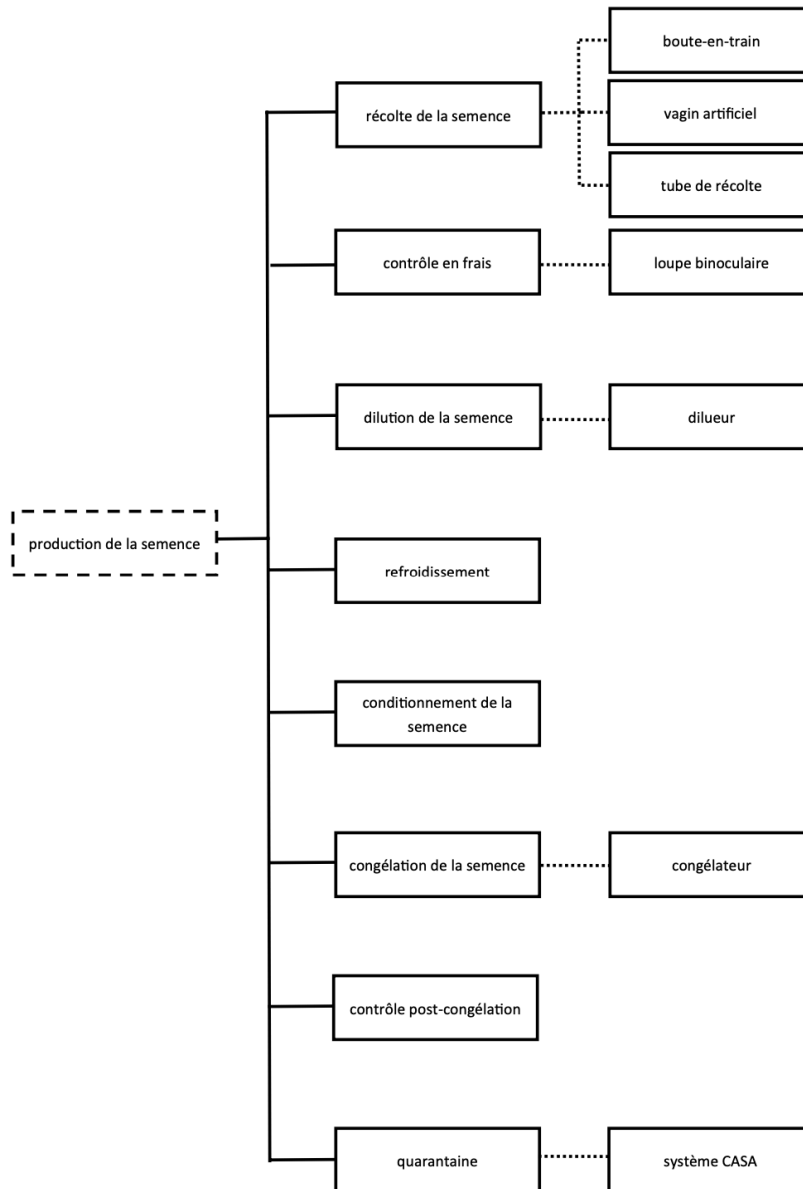 boute-en-train
récolte de la semence
vagin artificiel
tube de récolte
contrôle en frais
loupe binoculaire
dilution de la semence
dilueur
production de la semence
refroidissement
conditionnement de la
semence
congélation de la semence
congélateur
contrôle post-congélation
quarantaine
système CASA